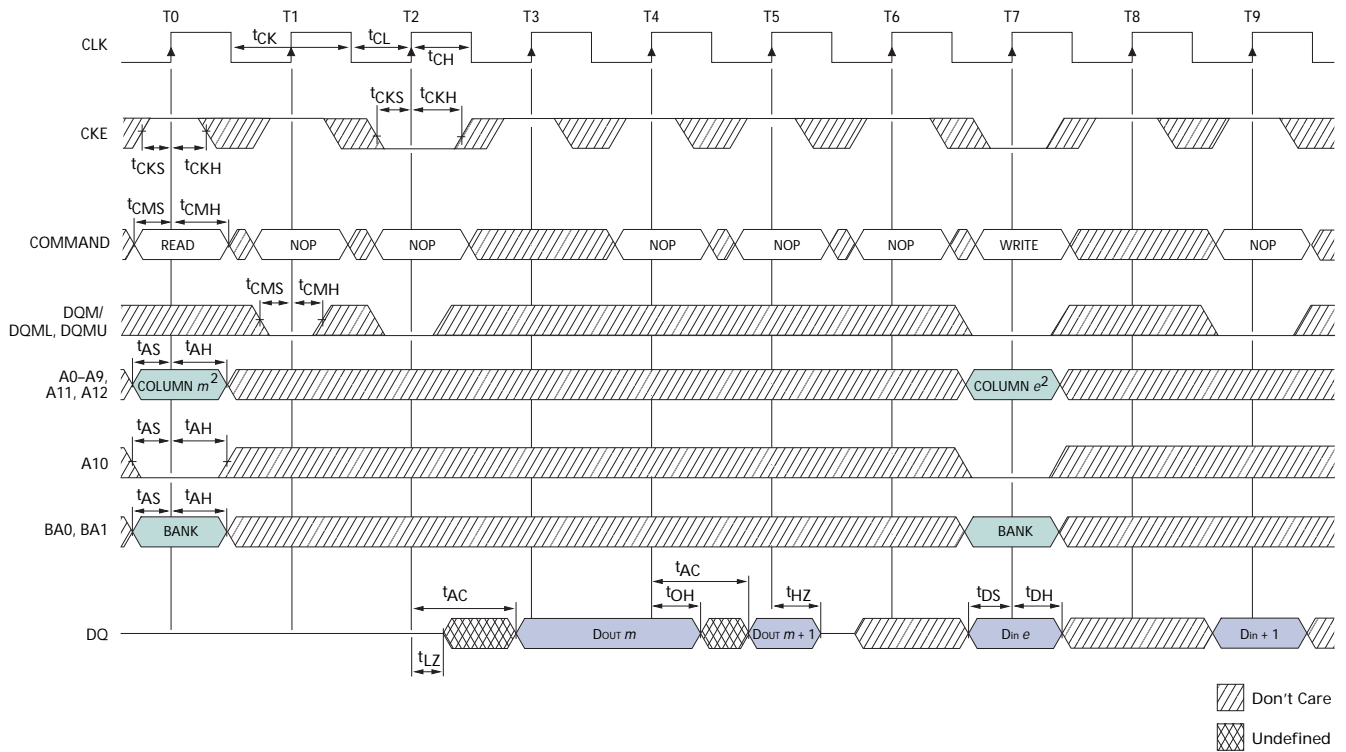 T0 T1 T2 T3 T4 T5 T6 T7 T8 T9
CLK
tCK tCL
tCH
tCKS tCKH
CKE
tCKS tCKH
tCMS tCMH
COMMAND READ NOP NOP NOP NOP NOP WRITE NOP
tCMS tCMH
DQM/
DQML, DQMU
tAS tAH
A0–A9,
A11, A12
COLUMN m2 COLUMN e2
tAS tAH
A10
tAS tAH
BA0, BA1 BANK BANK
tAC tAC
tOH tHZ tDS tDH
DQ DOUT m DOUT m + 1 Din e Din + 1
tLZ
Don't Care
Undefined